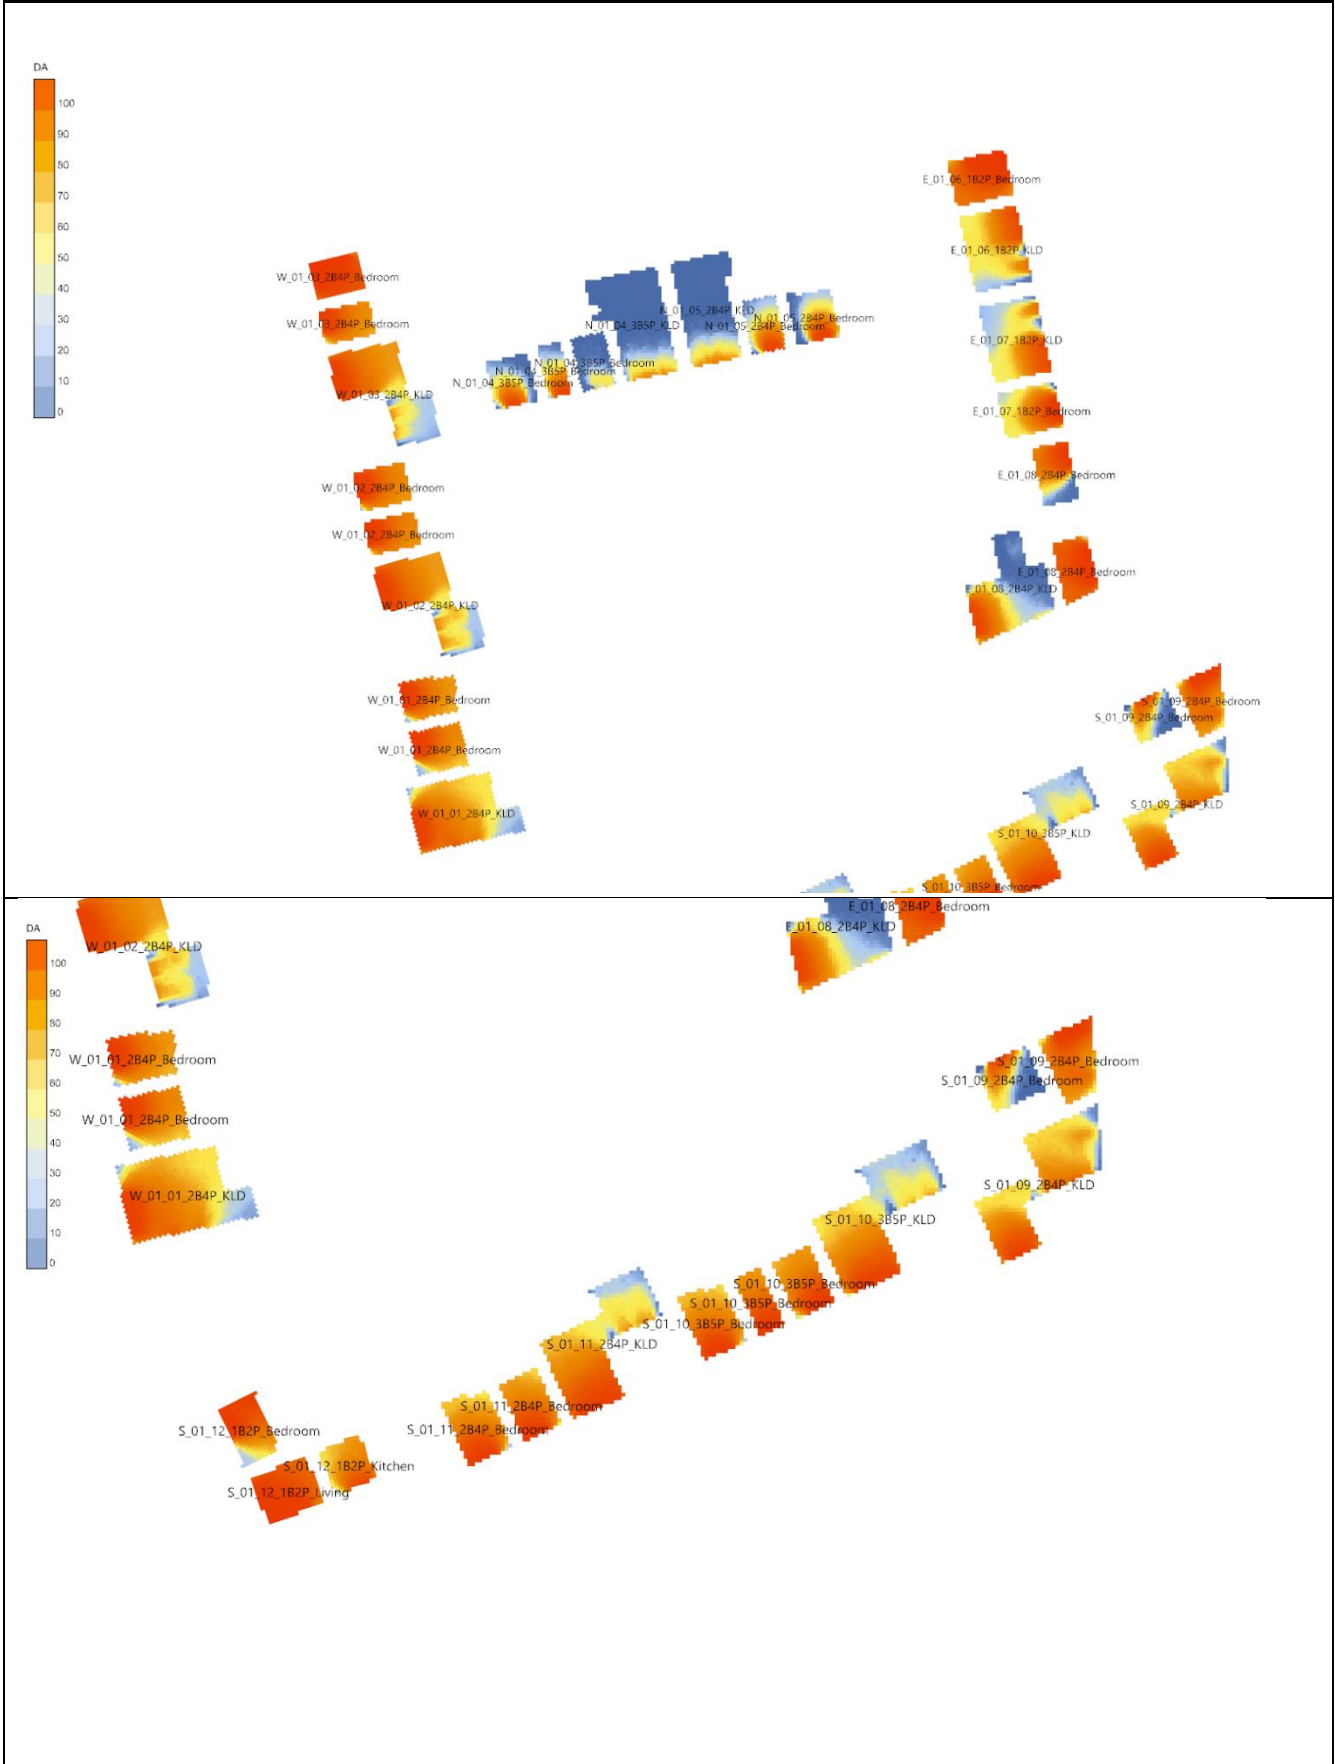 DA
100
90
80
70
60
50
40
30
20
10
0
E_01_06_1B2P_Bedroom
E_01_06_1B2P_KLD
W_01_03_2B4P_Bedroom
W_01_03_2B4P_Bedroom
W_01_03_2B4P_KLD
N_01_05_2B4P_KLD
N_01_04_3B5P_KLD
N_01_05_2B4P_Bedroom
N_01_05_2B4P_Bedroom
N_01_04_3B5P_Bedroom
N_01_04_3B5P_Bedroom
N_01_04_3B5P_Bedroom
E_01_07_1B2P_KLD
E_01_07_1B2P_Bedroom
E_01_08_2B4P_Bedroom
W_01_02_2B4P_Bedroom
W_01_02_2B4P_Bedroom
W_01_02_2B4P_KLD
E_01_08_2B4P_Bedroom
E_01_08_2B4P_KLD
W_01_01_2B4P_Bedroom
W_01_01_2B4P_Bedroom
W_01_01_2B4P_KLD
S_01_09_2B4P_Bedroom
S_01_09_2B4P_Bedroom
S_01_09_2B4P_KLD
S_01_10_3B5P_KLD
S_01_10_3B5P_Bedroom
DA
100
90
80
70
60
50
40
30
20
10
0
W_01_02_2B4P_KLD
E_01_08_2B4P_Bedroom
E_01_08_2B4P_KLD
W_01_01_2B4P_Bedroom
W_01_01_2B4P_Bedroom
W_01_01_2B4P_KLD
S_01_09_2B4P_Bedroom
S_01_09_2B4P_Bedroom
S_01_09_2B4P_KLD
S_01_10_3B5P_KLD
S_01_10_3B5P_Bedroom
S_01_10_3B5P_Bedroom
S_01_10_3B5P_Bedroom
S_01_11_2B4P_KLD
S_01_11_2B4P_Bedroom
S_01_11_2B4P_Bedroom
S_01_12_1B2P_Bedroom
S_01_12_1B2P_Kitchen
S_01_12_1B2P_Living